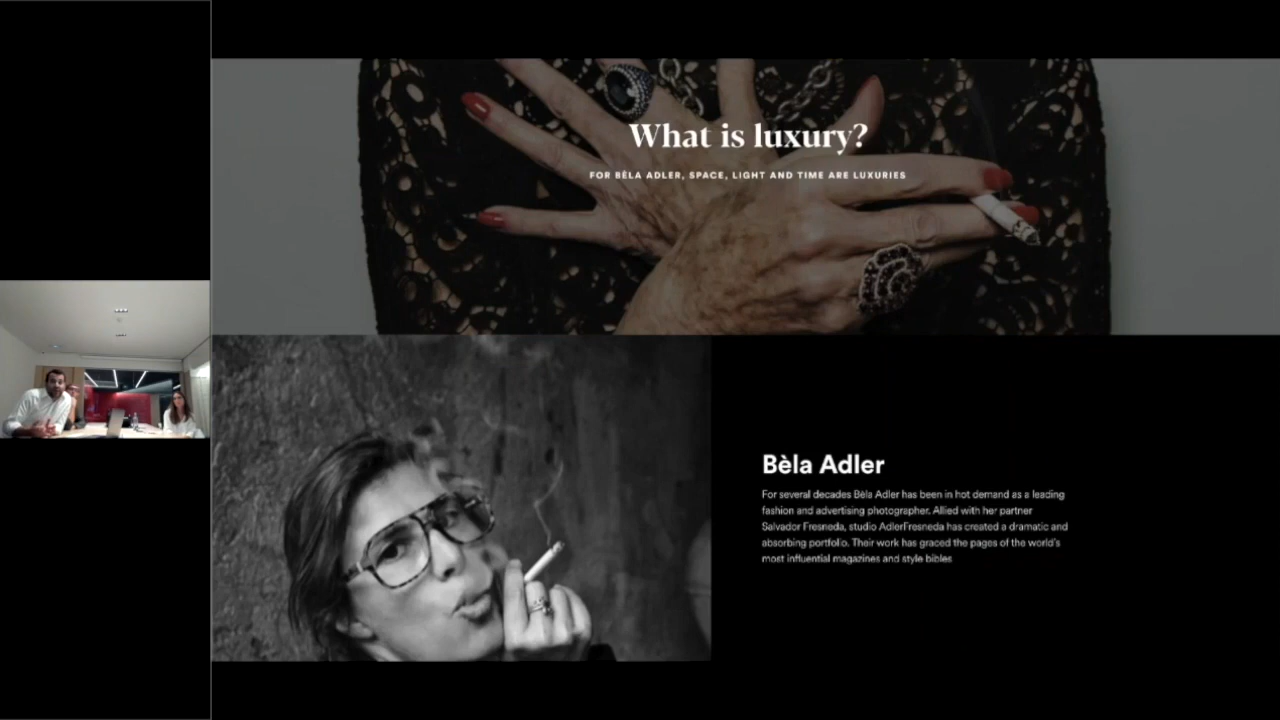 What is luxury?
FOR BÈLA ADLER, SPACE, LIGHT AND TIME ARE LUXURIES
Bèla Adler
For several decades Bèla Adler has been in hot demand as a leading
fashion and advertising photographer. Allied with her partner
Salvador Fresneda, studio AdlerFresneda has created a dramatic and
absorbing portfolio. Their work has graced the pages of the world's
most influential magazines and style bibles